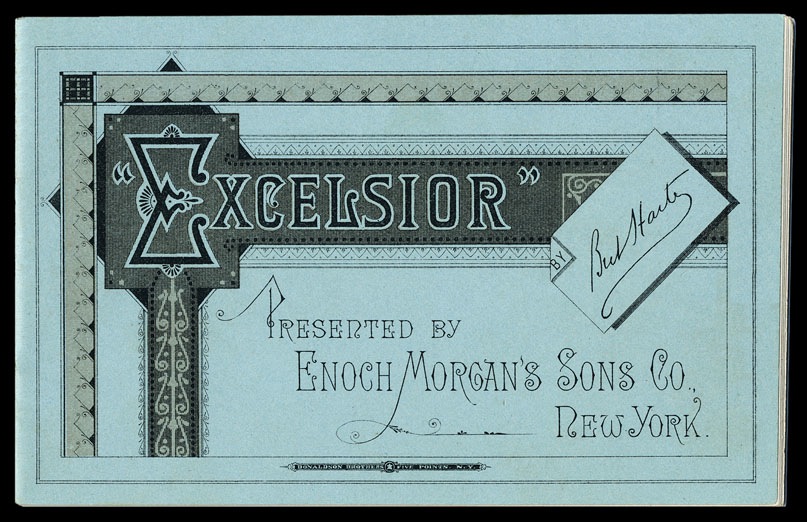 "EXCELSIOR"
BY
Bret Harte
PRESENTED BY
ENOCH MORGAN'S SONS CO.,
NEW YORK.
DONALDSON BROTHERS FIVE POINTS, N.Y.